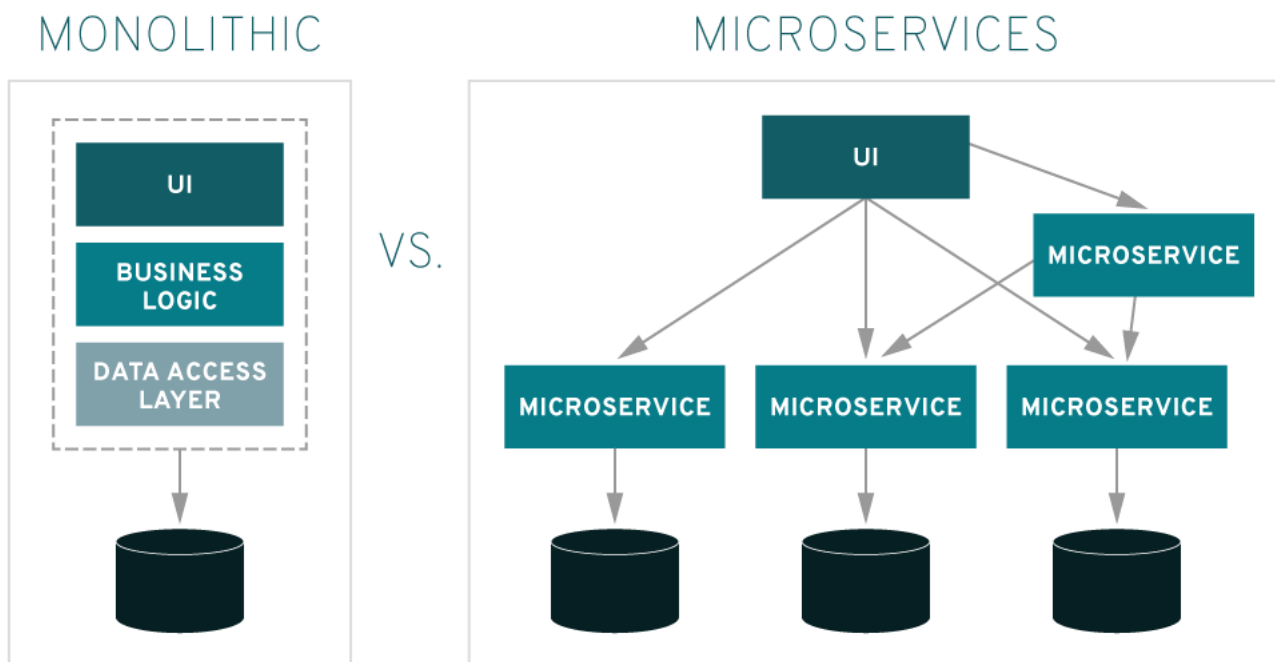 MONOLITHIC
MICROSERVICES
UI
BUSINESS
LOGIC
DATA ACCESS
LAYER
VS.
UI
MICROSERVICE
MICROSERVICE
MICROSERVICE
MICROSERVICE